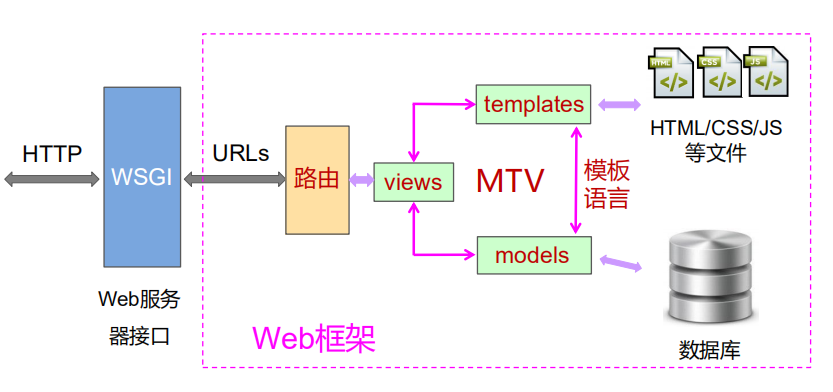 HTTP
WSGI
Web服务
器接口
URLs
路由
views
templates
MTV
模板
语言
models
HTML
CSS
JS
</>
</>
</>
HTML/CSS/JS
等文件
数据库
Web框架